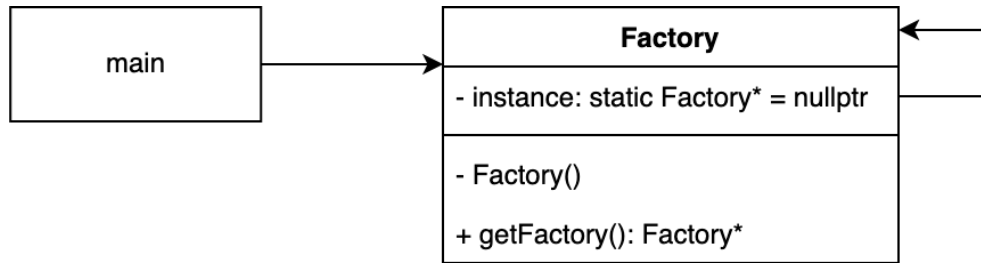 main
Factory
- instance: static Factory* = nullptr
- Factory()
+ getFactory(): Factory*